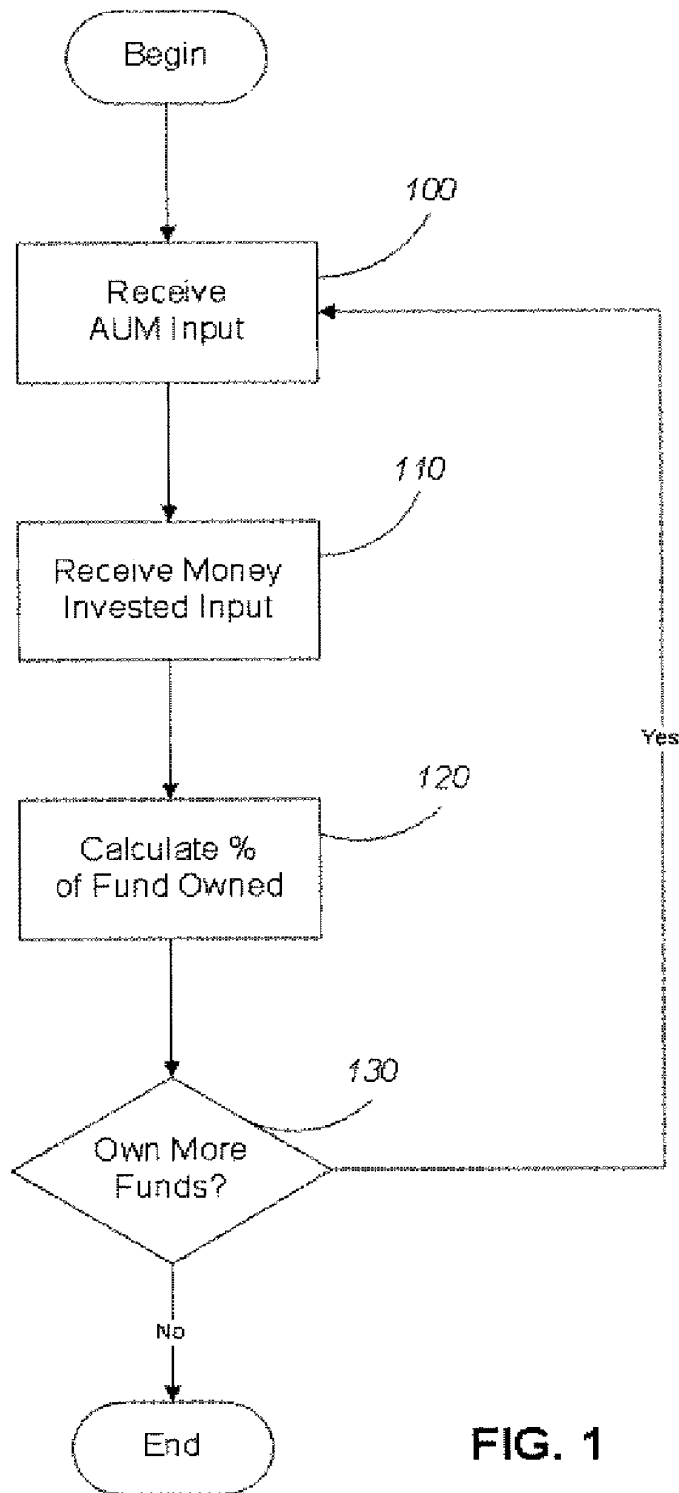 Begin
100
Receive
AUM Input
110
Receive Money
Invested Input
Yes
120
Calculate %
of Fund Owned
130
Own More
Funds?
No
End
FIG. 1